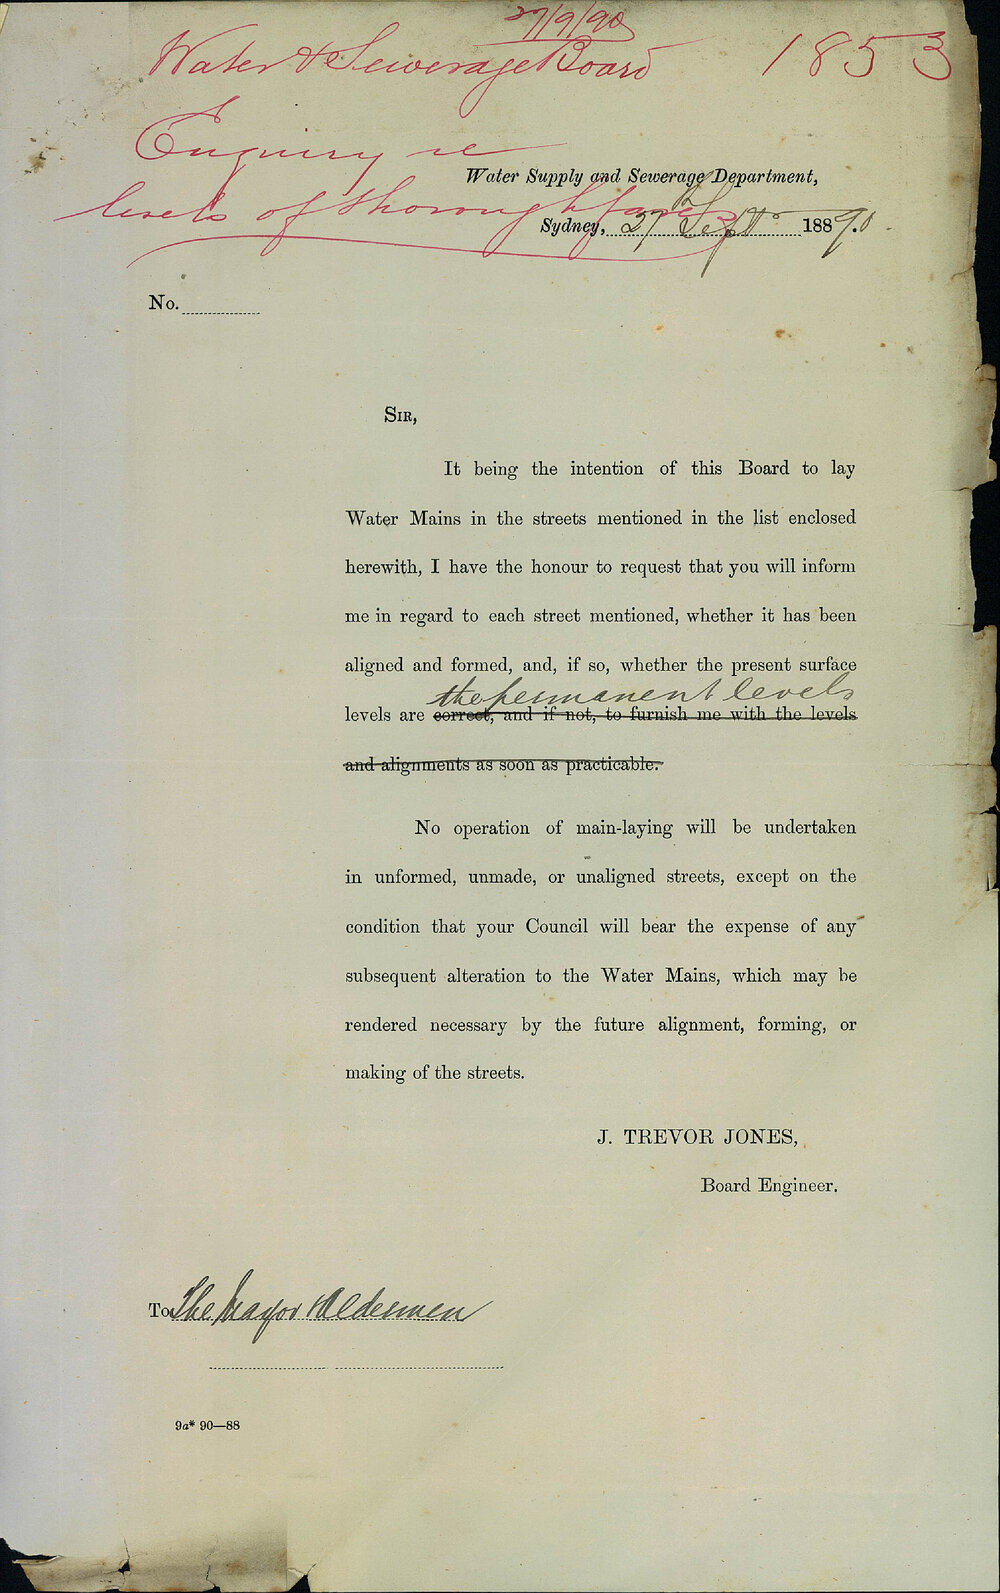 27/9/90
Water & Sewerage Board 1853
Enquiry re
levels of thoroughfares
Water Supply and Sewerage Department,
Sydney, 27th Septr 188 90.
No.
SIR,
It being the intention of this Board to lay
Water Mains in the streets mentioned in the list enclosed
herewith, I have the honour to request that you will inform
me in regard to each street mentioned, whether it has been
aligned and formed, and, if so, whether the present surface
the permanent levels
levels are correct, and if not, to furnish me with the levels
and alignments as soon as practicable.
No operation of main-laying will be undertaken
in unformed, unmade, or unaligned streets, except on the
condition that your Council will bear the expense of any
subsequent alteration to the Water Mains, which may be
rendered necessary by the future alignment, forming, or
making of the streets.
J. TREVOR JONES,
Board Engineer.
To The Mayor & Aldermen
9a* 90—88